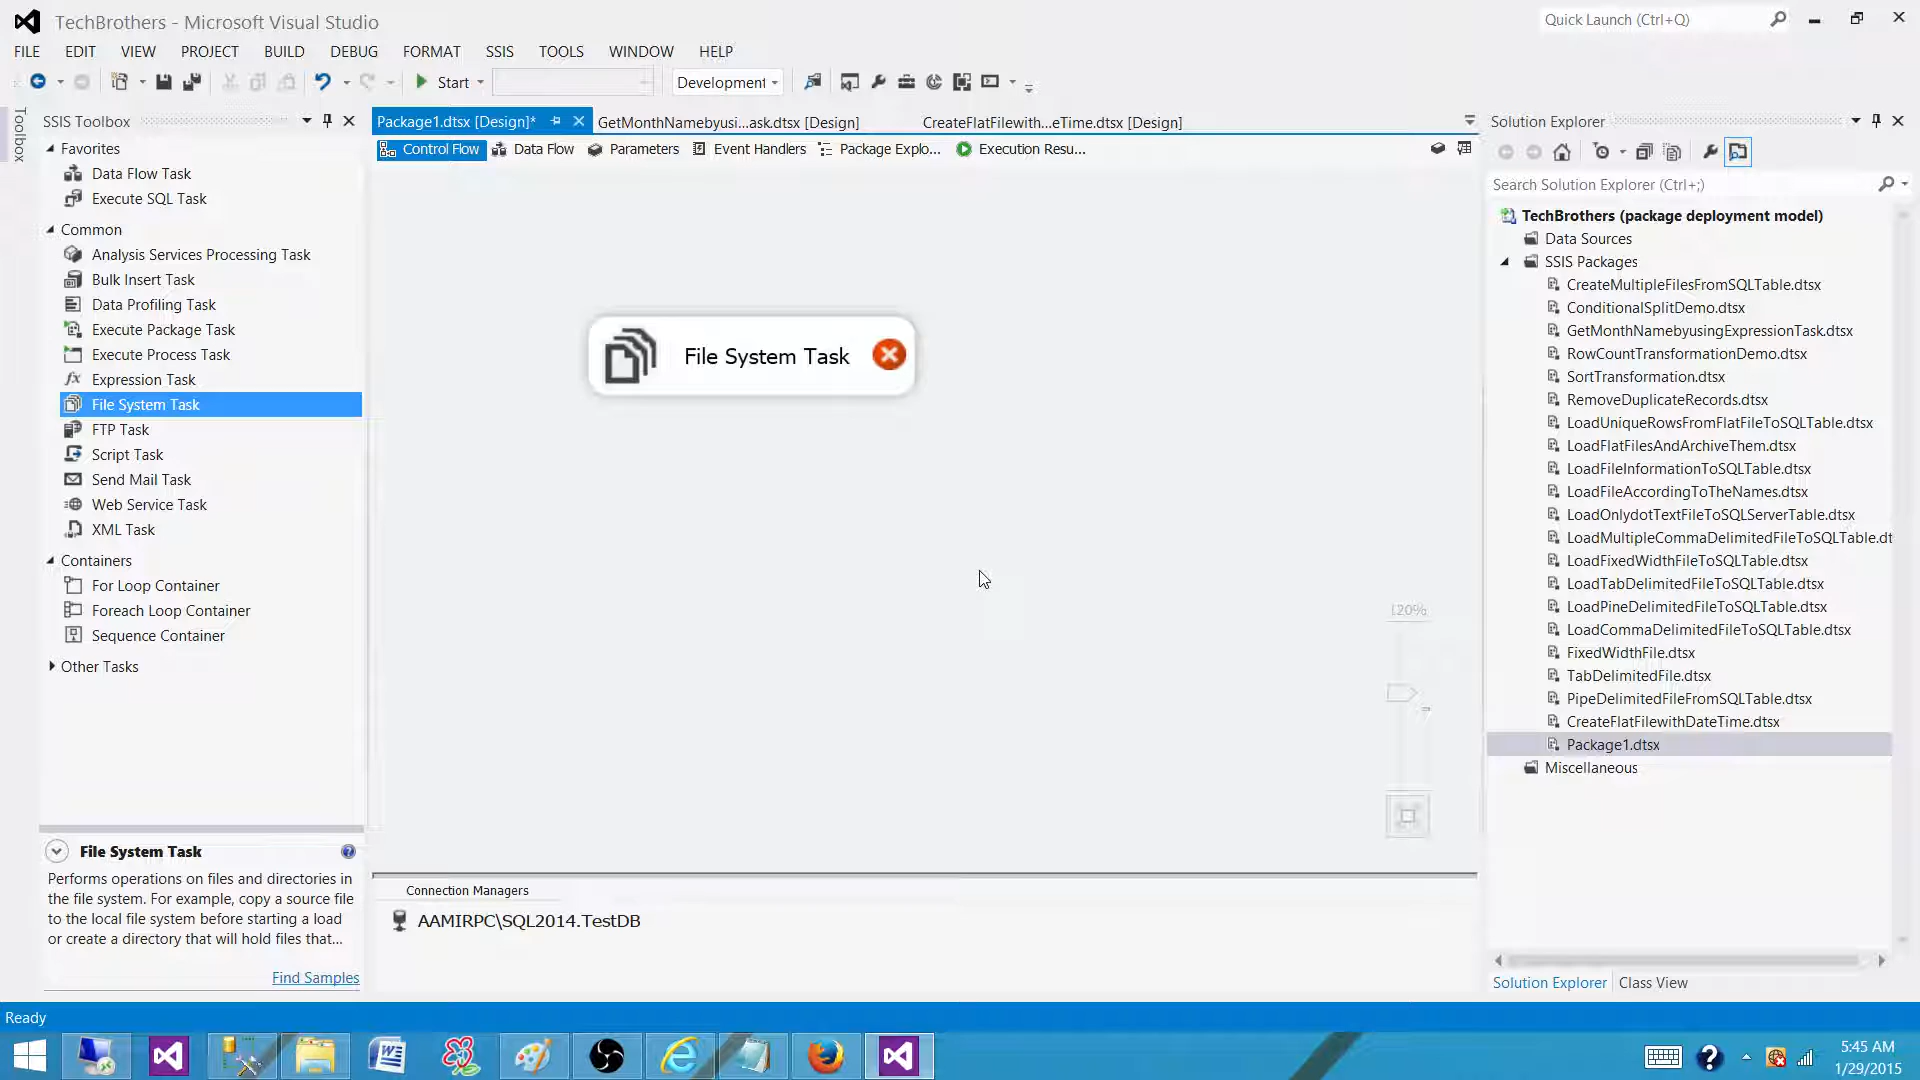 TechBrothers - Microsoft Visual Studio
Quick Launch (Ctrl+Q)
FILE EDIT VIEW PROJECT BUILD DEBUG FORMAT SSIS TOOLS WINDOW HELP
Start
Development
Toolbox
SSIS Toolbox
Favorites
Data Flow Task
Execute SQL Task
Common
Analysis Services Processing Task
Bulk Insert Task
Data Profiling Task
Execute Package Task
Execute Process Task
Expression Task
File System Task
FTP Task
Script Task
Send Mail Task
Web Service Task
XML Task
Containers
For Loop Container
Foreach Loop Container
Sequence Container
Other Tasks
File System Task
Performs operations on files and directories in
the file system. For example, copy a source file
to the local file system before starting a load
or create a directory that will hold files that...
Find Samples
Package1.dtsx [Design]* GetMonthNamebyusi...ask.dtsx [Design] CreateFlatFilewith...eTime.dtsx [Design]
Control Flow Data Flow Parameters Event Handlers Package Explo... Execution Resu...
File System Task
120%
Connection Managers
AAMIRPC\SQL2014.TestDB
Solution Explorer
Search Solution Explorer (Ctrl+;)
TechBrothers (package deployment model)
Data Sources
SSIS Packages
CreateMultipleFilesFromSQLTable.dtsx
ConditionalSplitDemo.dtsx
GetMonthNamebyusingExpressionTask.dtsx
RowCountTransformationDemo.dtsx
SortTransformation.dtsx
RemoveDuplicateRecords.dtsx
LoadUniqueRowsFromFlatFileToSQLTable.dtsx
LoadFlatFilesAndArchiveThem.dtsx
LoadFileInformationToSQLTable.dtsx
LoadFileAccordingToTheNames.dtsx
LoadOnlydotTextFileToSQLServerTable.dtsx
LoadMultipleCommaDelimitedFileToSQLTable.dt
LoadFixedWidthFileToSQLTable.dtsx
LoadTabDelimitedFileToSQLTable.dtsx
LoadPineDelimitedFileToSQLTable.dtsx
LoadCommaDelimitedFileToSQLTable.dtsx
FixedWidthFile.dtsx
TabDelimitedFile.dtsx
PipeDelimitedFileFromSQLTable.dtsx
CreateFlatFilewithDateTime.dtsx
Package1.dtsx
Miscellaneous
Solution Explorer Class View
Ready
5:45 AM
1/29/2015